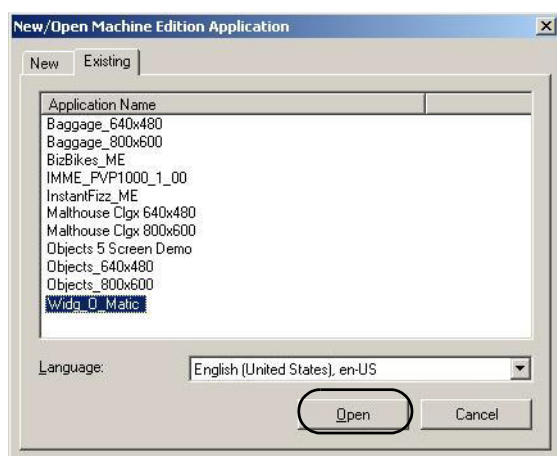 New/Open Machine Edition Application
New Existing
Application Name
Baggage_640x480
Baggage_800x600
BizBikes_ME
IMME_PVP1000_1_00
InstantFizz_ME
Malthouse Clgx 640x480
Malthouse Clgx 800x600
Objects 5 Screen Demo
Objects_640x480
Objects_800x600
Widg_O_Matic
Language: English (United States), en-US
Open Cancel